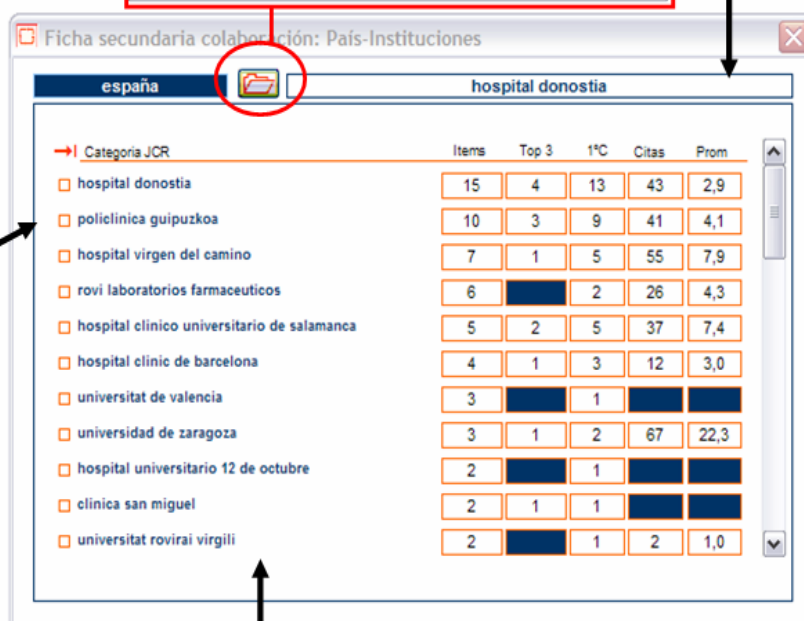 Ficha secundaria colaboración: País-Instituciones
españa hospital donostia
Categoria JCR Items Top 3 1ºC Citas Prom
hospital donostia 15 4 13 43 2,9
policlinica guipuzkoa 10 3 9 41 4,1
hospital virgen del camino 7 1 5 55 7,9
rovi laboratorios farmaceuticos 6 2 26 4,3
hospital clinico universitario de salamanca 5 2 5 37 7,4
hospital clinic de barcelona 4 1 3 12 3,0
universitat de valencia 3 1
universidad de zaragoza 3 1 2 67 22,3
hospital universitario 12 de octubre 2 1
clinica san miguel 2 1 1
universitat rovirai virgili 2 1 2 1,0